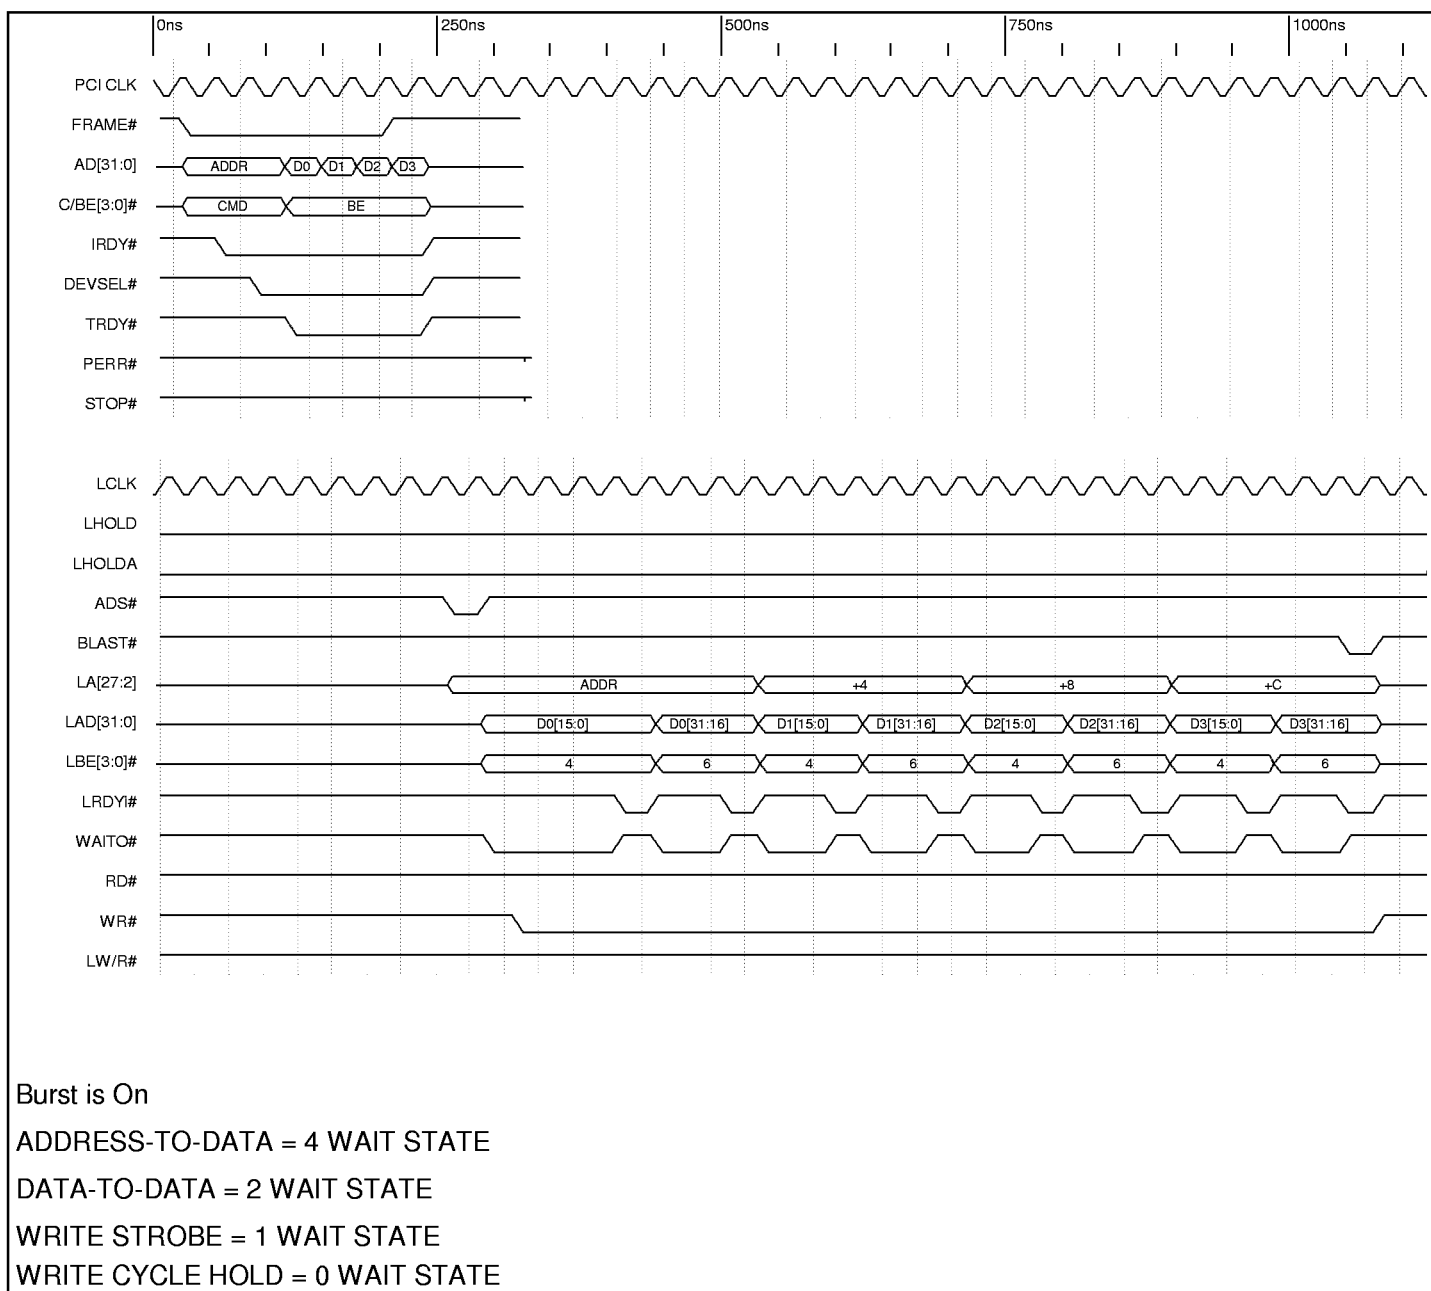 0ns 250ns 500ns 750ns 1000ns
PCI CLK
FRAME#
AD[31:0] ADDR D0 D1 D2 D3
C/BE[3:0]# CMD BE
IRDY#
DEVSEL#
TRDY#
PERR#
STOP#
LCLK
LHOLD
LHOLDA
ADS#
BLAST#
LA[27:2] ADDR +4 +8 +C
LAD[31:0] D0[15:0] D0[31:16] D1[15:0] D1[31:16] D2[15:0] D2[31:16] D3[15:0] D3[31:16]
LBE[3:0]# 4 6 4 6 4 6 4 6
LRDYI#
WAITO#
RD#
WR#
LW/R#
Burst is On
ADDRESS-TO-DATA = 4 WAIT STATE
DATA-TO-DATA = 2 WAIT STATE
WRITE STROBE = 1 WAIT STATE
WRITE CYCLE HOLD = 0 WAIT STATE